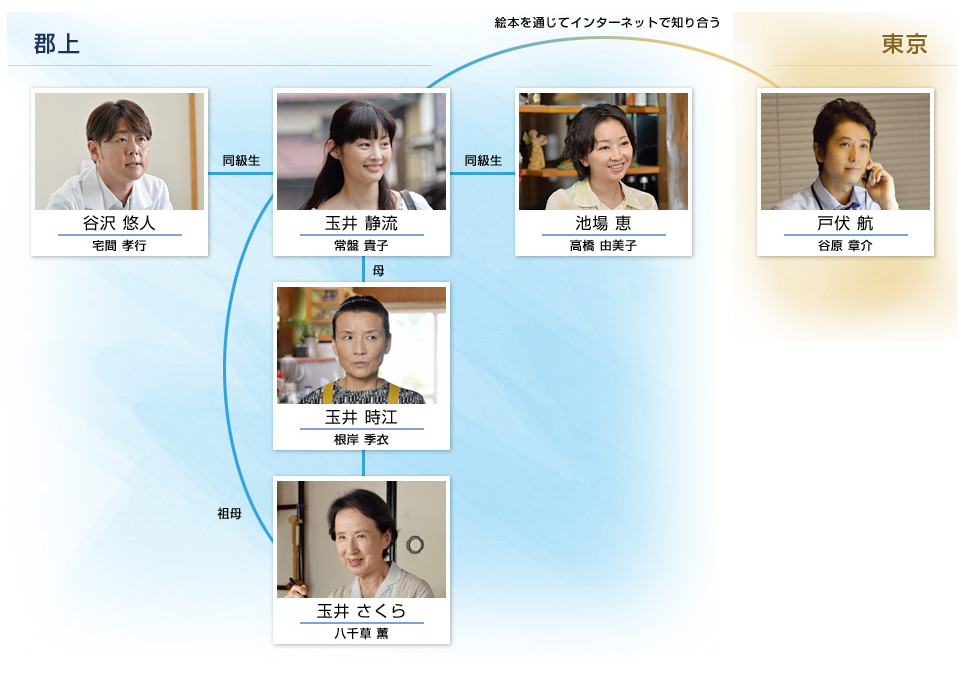 絵本を通じてインターネットで知り合う
郡上
東京
同級生
同級生
谷沢 悠人
宅間 孝行
玉井 静流
常盤 貴子
池場 恵
高橋 由美子
戸伏 航
谷原 章介
母
玉井 時江
根岸 季衣
祖母
玉井 さくら
八千草 薫